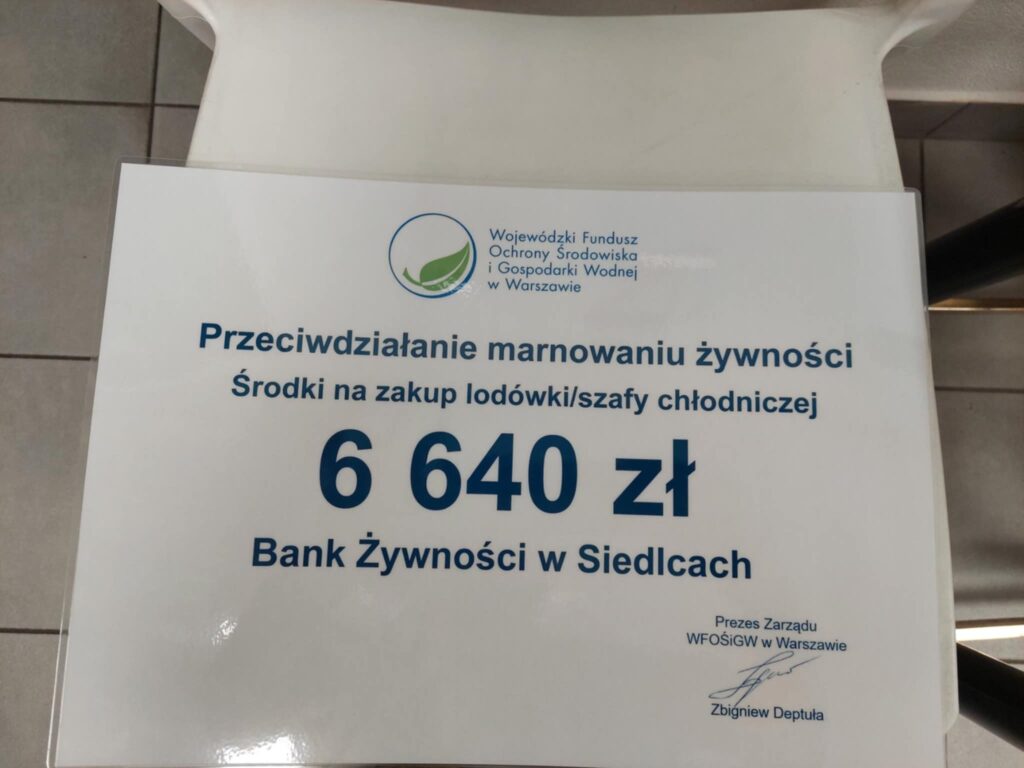 Wojewódzki Fundusz
Ochrony Środowiska
i Gospodarki Wodnej
w Warszawie
Przeciwdziałanie marnowaniu żywności
Środki na zakup lodówki/szafy chłodniczej
6 640 zł
Bank Żywności w Siedlcach
Prezes Zarządu
WFOŚiGW w Warszawie
Zbigniew Deptuła